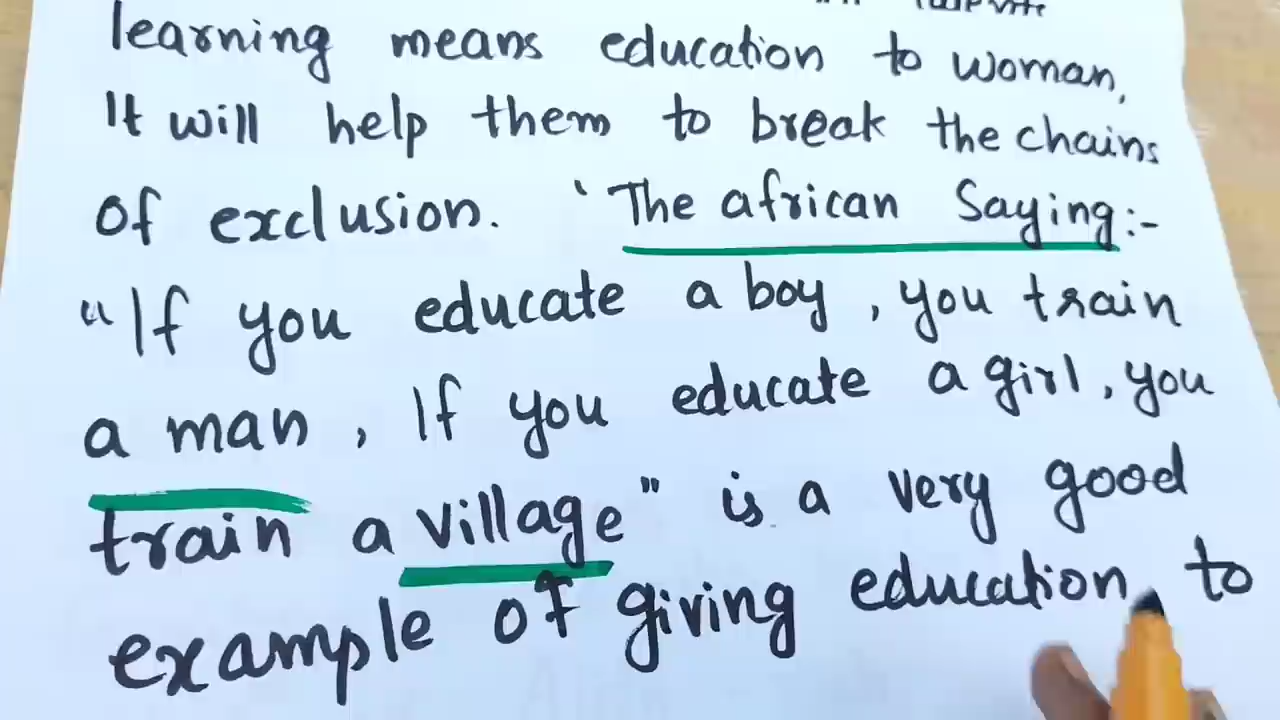 learning means education to woman,
It will help them to break the chains
of exclusion. ‘The african Saying:-
“If you educate a boy, you train
a man, If you educate a girl, you
train a village” is a very good
example of giving education to